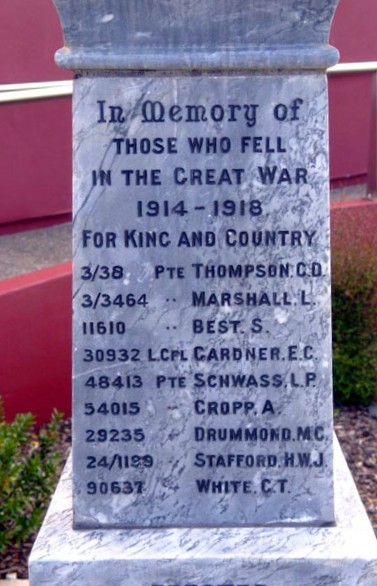 In Memory of
THOSE WHO FELL
IN THE GREAT WAR
1914 - 1918
FOR KING AND COUNTRY
3/38 PTE THOMPSON. C.D.
3/3464 " MARSHALL. L.
11610 " BEST. S.
30932 L.CPL GARDNER. E.C.
48413 PTE SCHWASS. L.P.
54015 " CROPP. A.
29235 DRUMMOND. M.C.
24/1199 " STAFFORD. H.W.J.
90637 " WHITE. C.T.